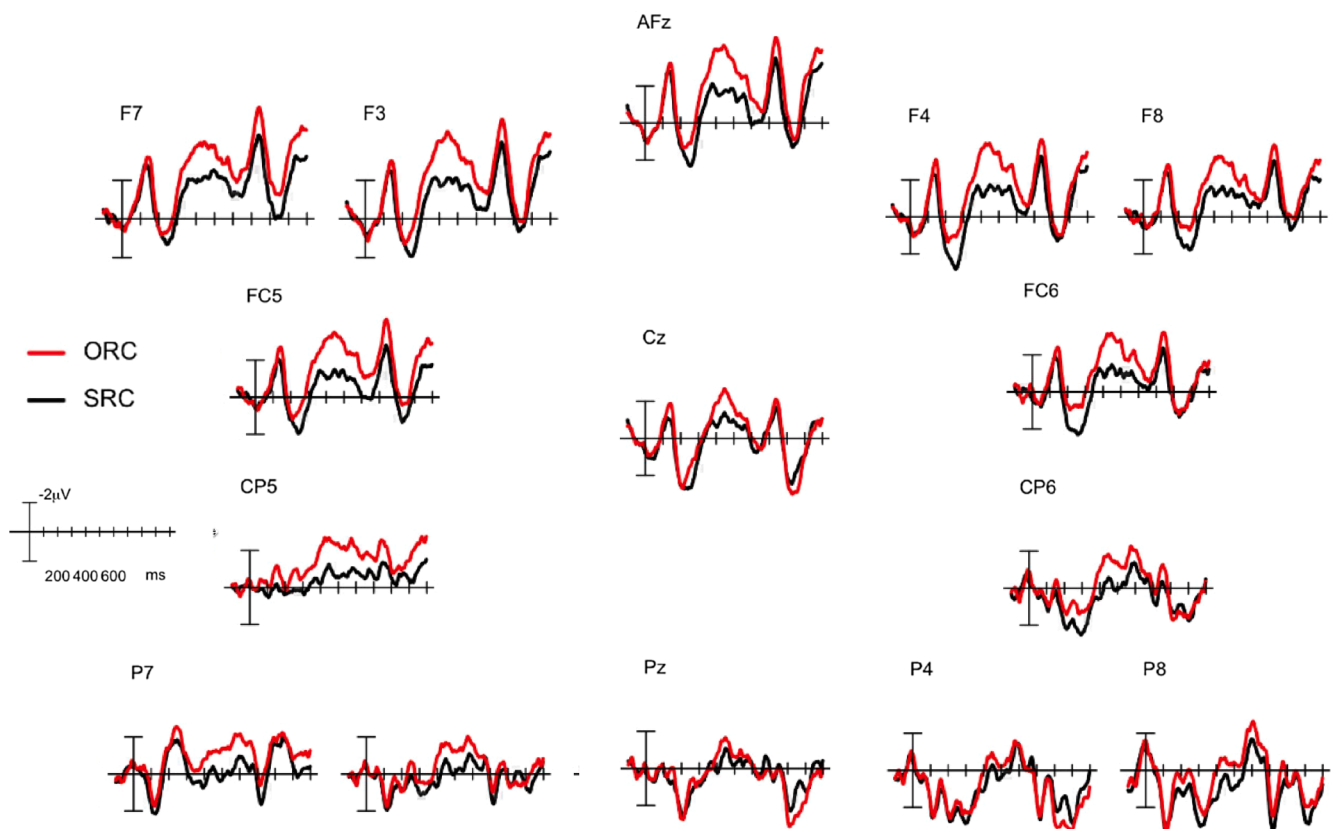 AFz
F7
F3
F4
F8
FC5
FC6
ORC
Cz
SRC
CP5
CP6
-2μV
200 400 600 ms
P7
Pz
P4
P8